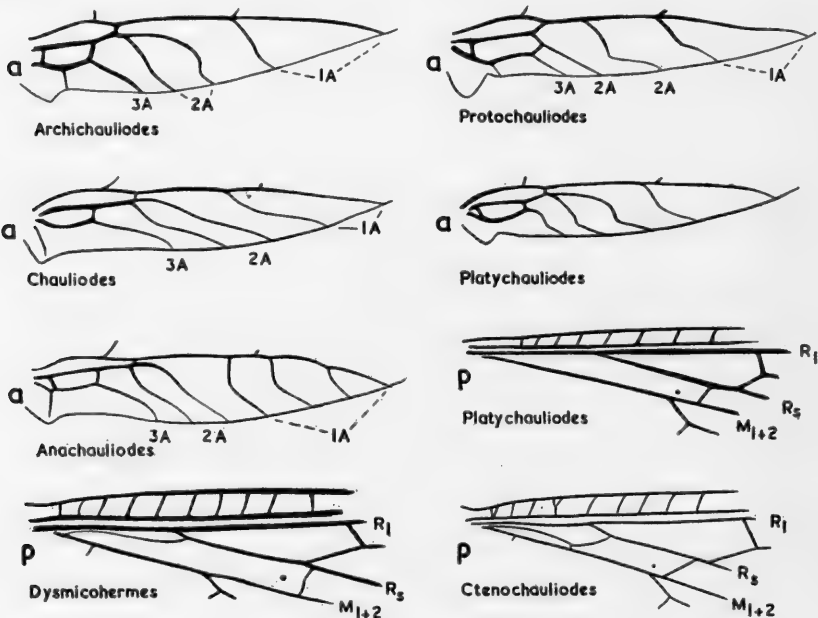 a
3A
2A
1A
Archichauliodes
a
3A
2A
2A
1A
Protochauliodes
a
3A
2A
1A
Chauliodes
a
Platychauliodes
a
3A
2A
1A
Anachauliodes
P
R1
Rs
M1+2
Platychauliodes
P
R1
Rs
M1+2
Dysmicohermes
P
R1
Rs
M1+2
Ctenochauliodes